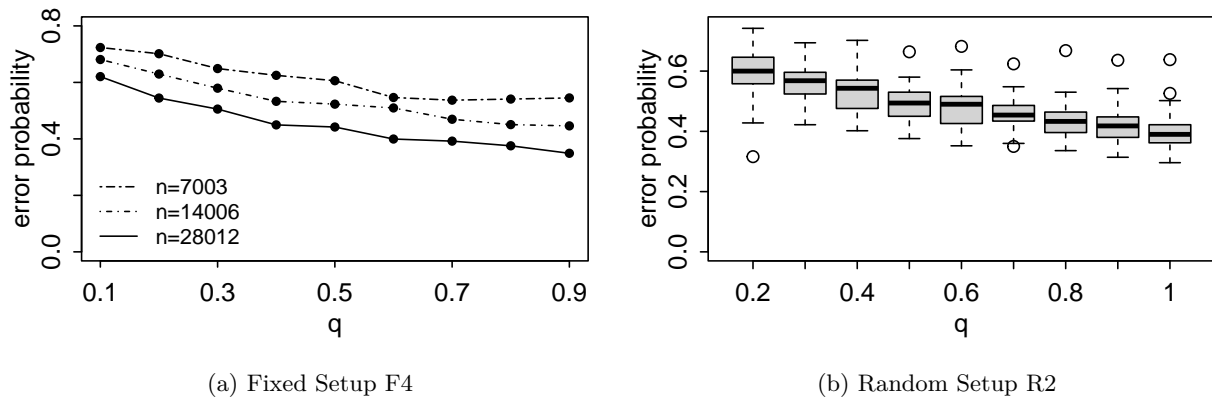 error probability
0.8
0.4
0.0
n=7003
n=14006
n=28012
0.1
0.3
0.5
0.7
0.9
q
(a) Fixed Setup F4
error probability
0.6
0.4
0.2
0.0
0.2
0.4
0.6
0.8
1
q
(b) Random Setup R2